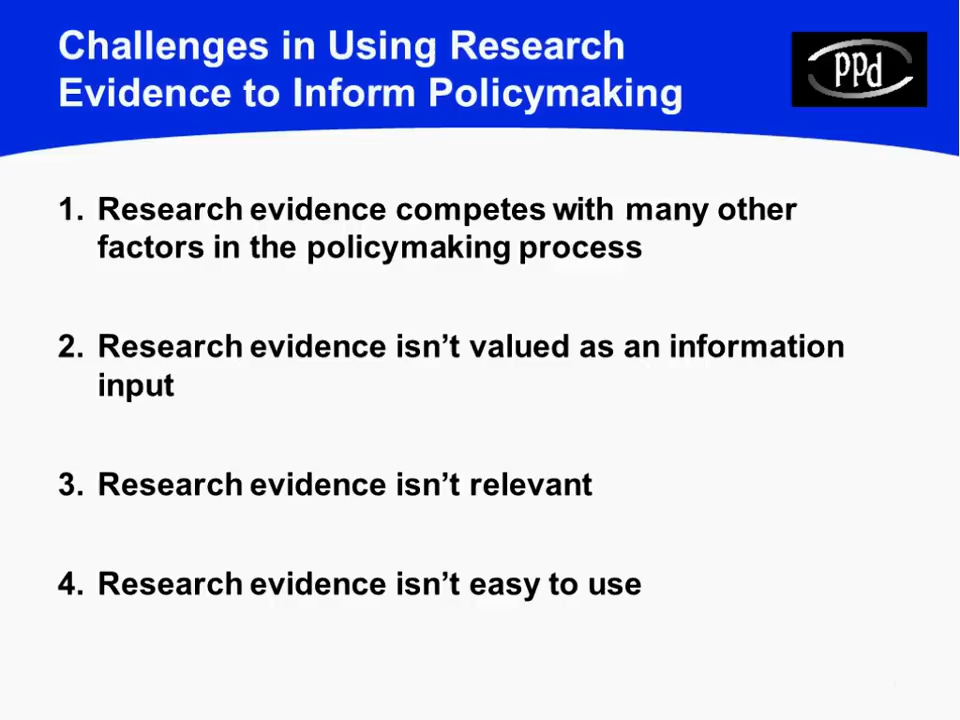 Challenges in Using Research
Evidence to Inform Policymaking
PPd
1. Research evidence competes with many other
factors in the policymaking process
2. Research evidence isn’t valued as an information
input
3. Research evidence isn’t relevant
4. Research evidence isn’t easy to use